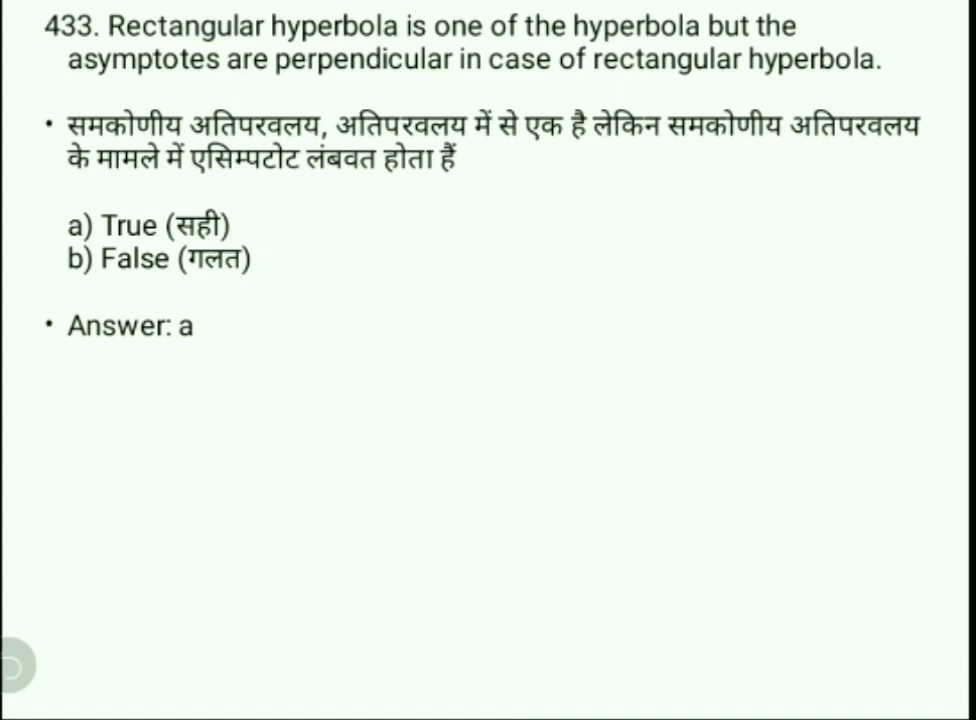 433. Rectangular hyperbola is one of the hyperbola but the
asymptotes are perpendicular in case of rectangular hyperbola.
• समकोणीय अतिपरवलय, अतिपरवलय में से एक है लेकिन समकोणीय अतिपरवलय
के मामले में एसिम्पटोट लंबवत होता हैं
a) True (सही)
b) False (गलत)
• Answer: a